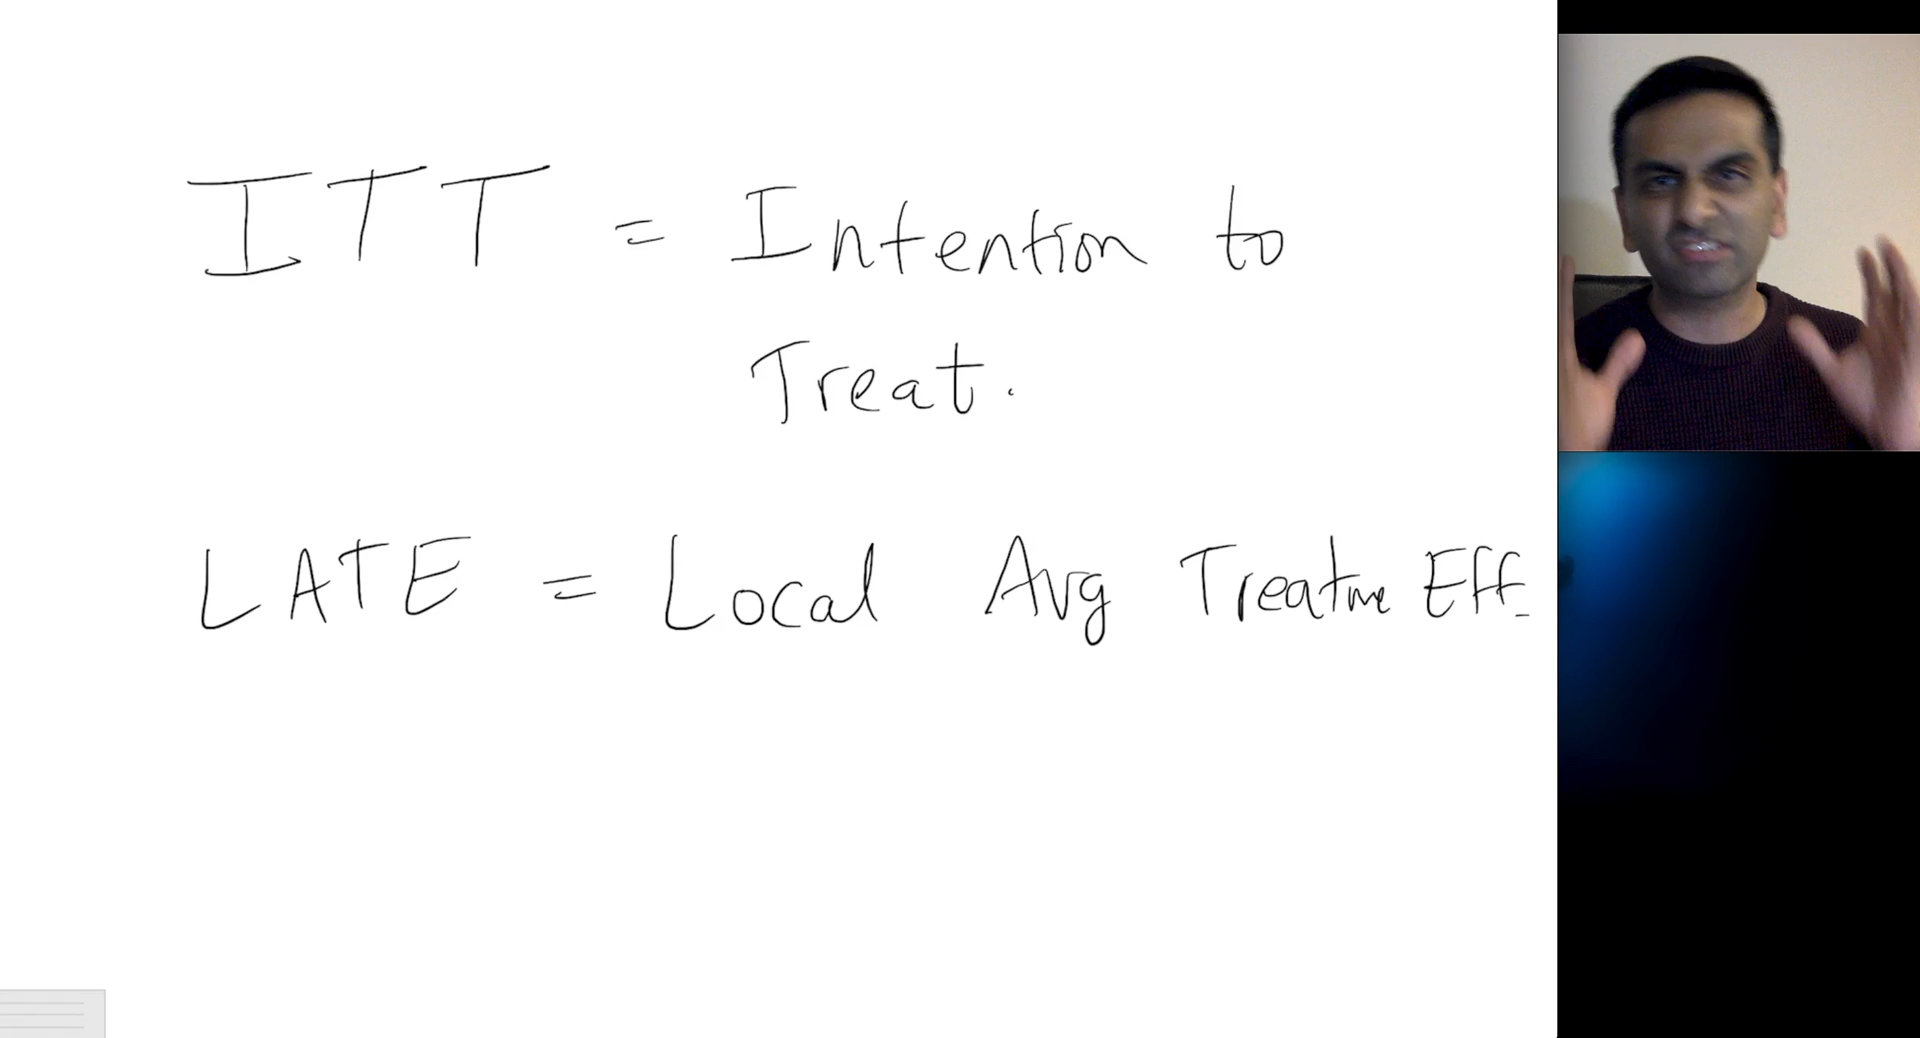 ITT = Intention to
Treat.
LATE = Local Avg Treatme Eff.